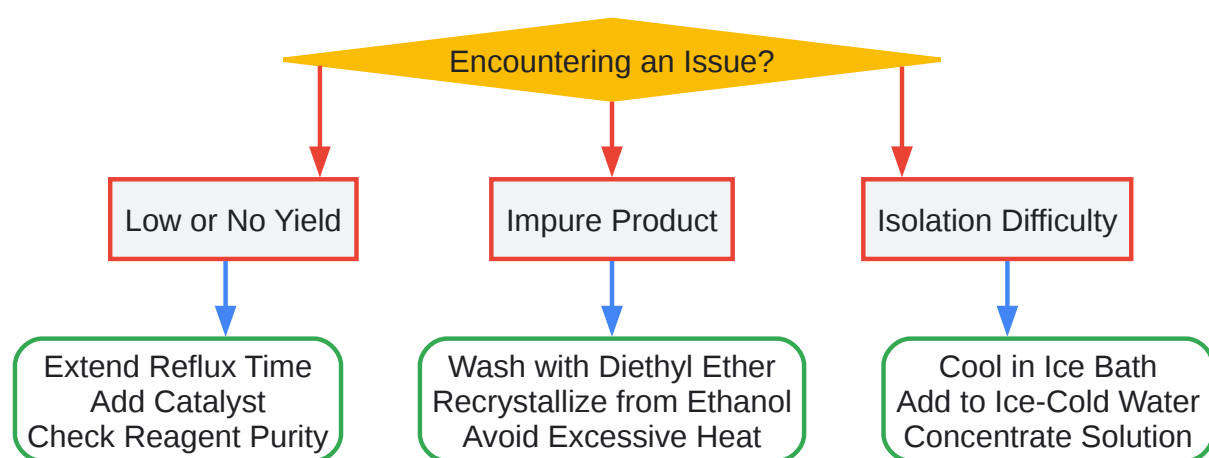 Encountering an Issue?
Low or No Yield
Impure Product
Isolation Difficulty
Extend Reflux Time
Add Catalyst
Check Reagent Purity
Wash with Diethyl Ether
Recrystallize from Ethanol
Avoid Excessive Heat
Cool in Ice Bath
Add to Ice-Cold Water
Concentrate Solution